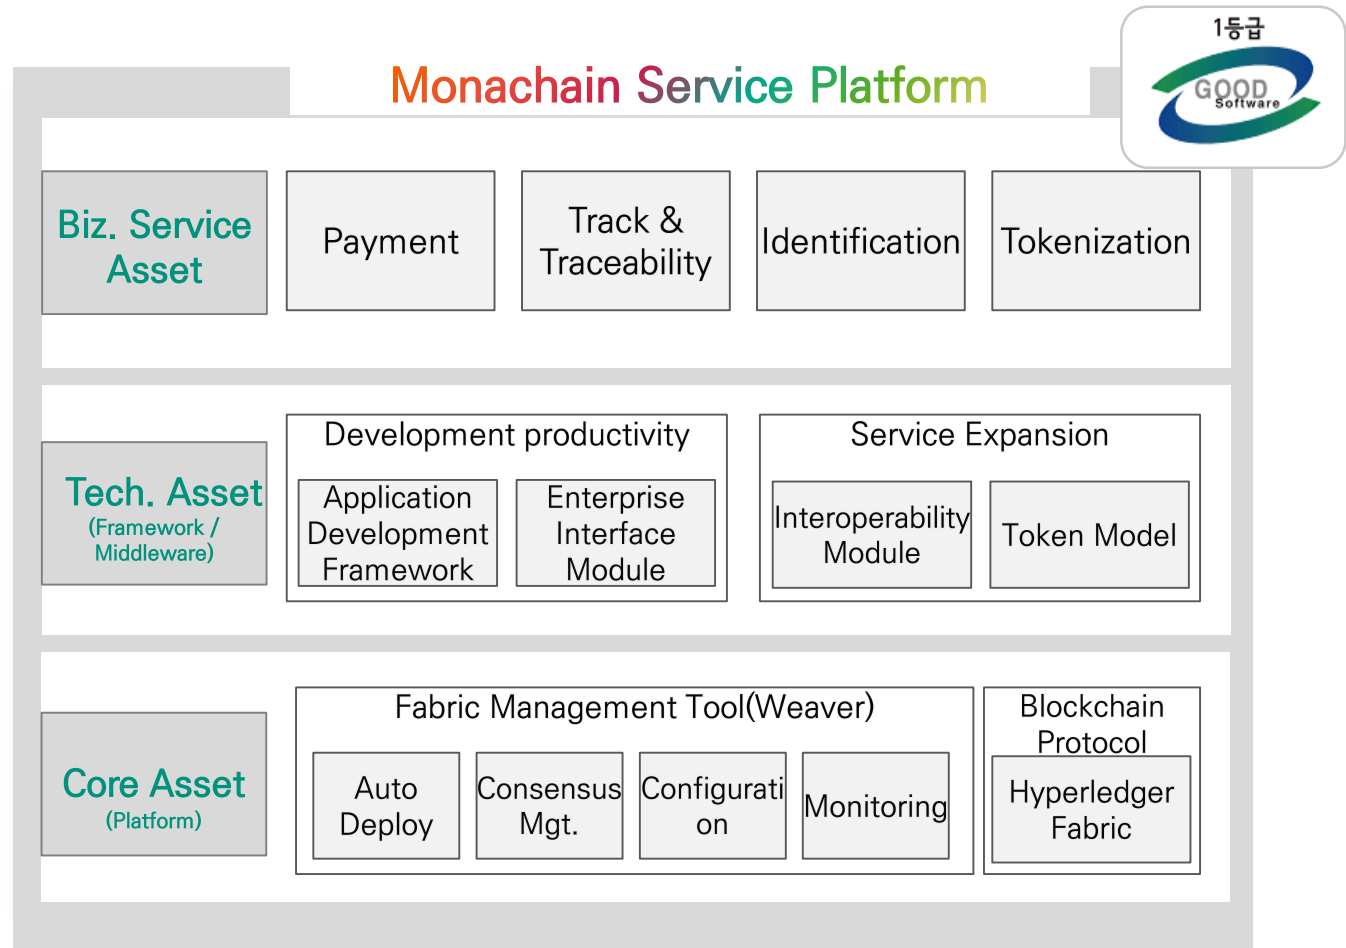 1등급
GOOD
Software
Monachain Service Platform
Biz. Service
Asset
Payment
Track &
Traceability
Identification
Tokenization
Tech. Asset
(Framework /
Middleware)
Development productivity
Application
Development
Framework
Enterprise
Interface
Module
Service Expansion
Interoperability
Module
Token Model
Core Asset
(Platform)
Fabric Management Tool(Weaver)
Auto
Deploy
Consensus
Mgt.
Configurati
on
Monitoring
Blockchain
Protocol
Hyperledger
Fabric